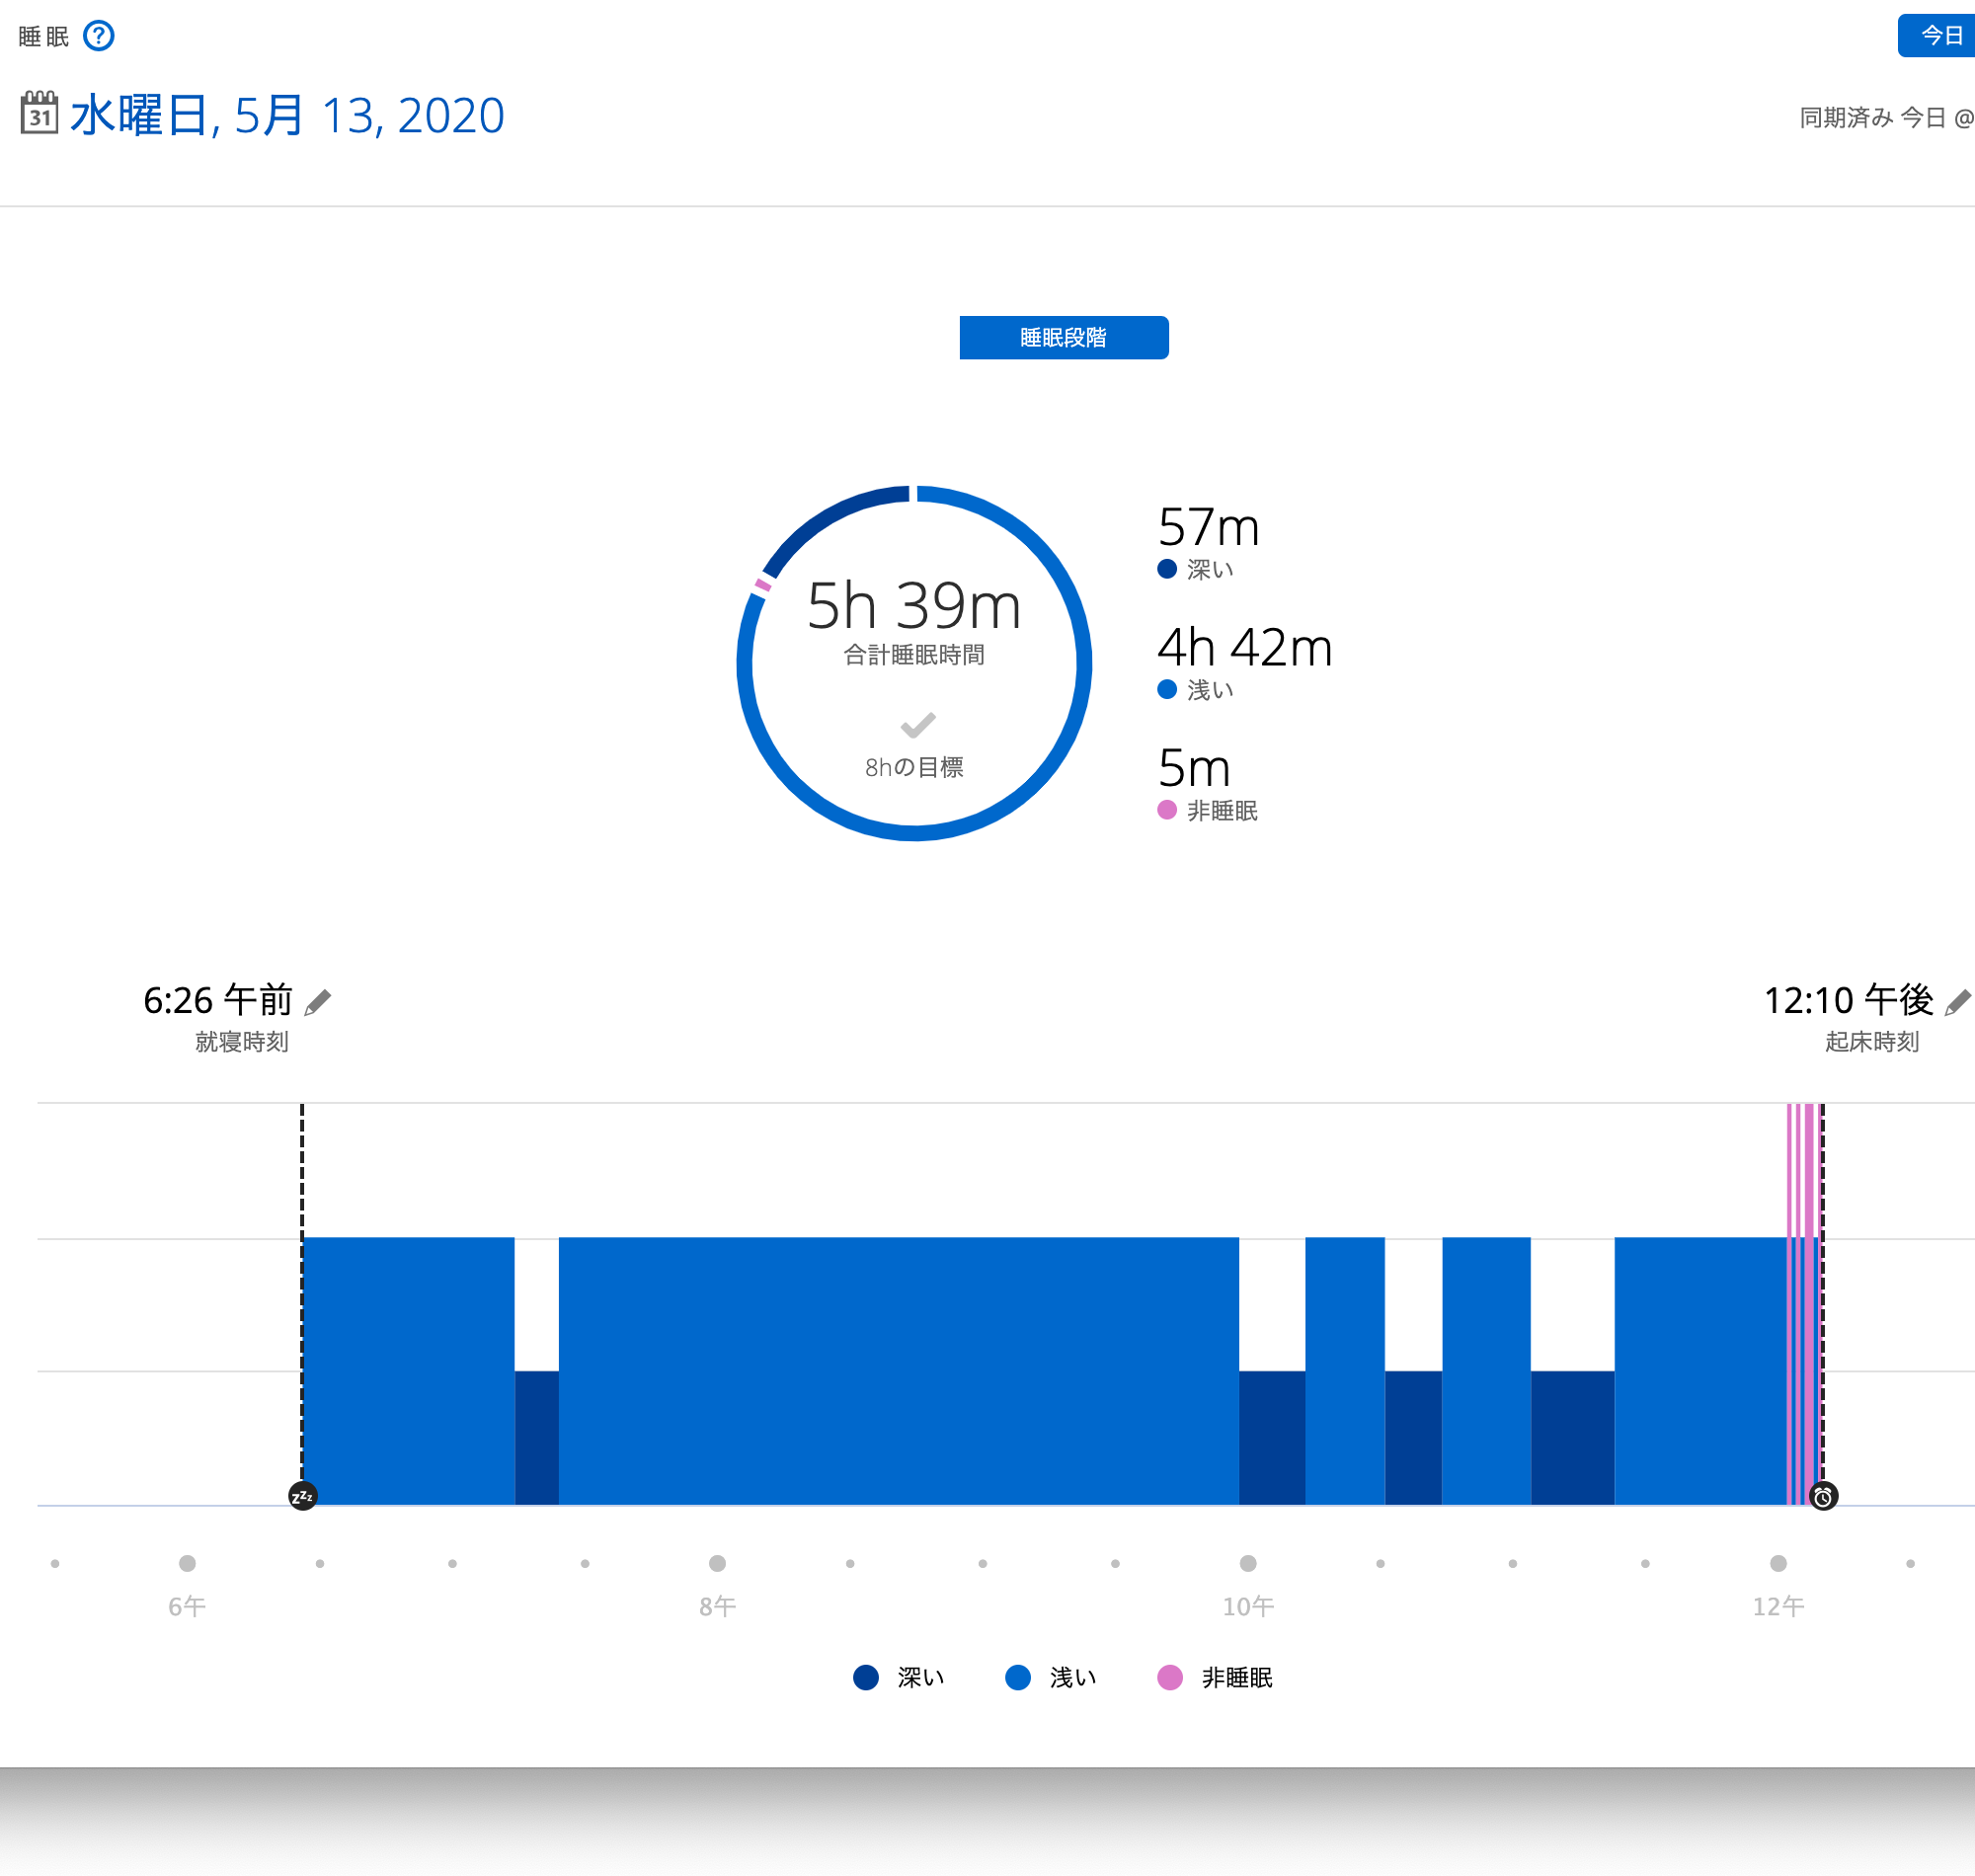 睡眠 ?
今日
31 水曜日, 5月 13, 2020
同期済み 今日 @
睡眠段階
5h 39m
合計睡眠時間
8hの目標
57m
深い
4h 42m
浅い
5m
非睡眠
6:26 午前
就寝時刻
12:10 午後
起床時刻
zzz
6午
8午
10午
12午
深い
浅い
非睡眠